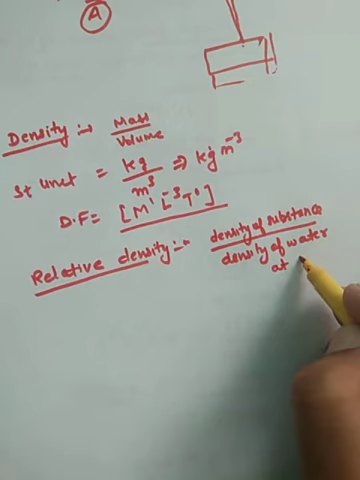 A
Density :- Mass
Volume
SI unit = kg ⇒ kg m⁻³
m³
D.F = [M¹ L⁻³ T⁰]
Relative density :- density of substance
density of water
at